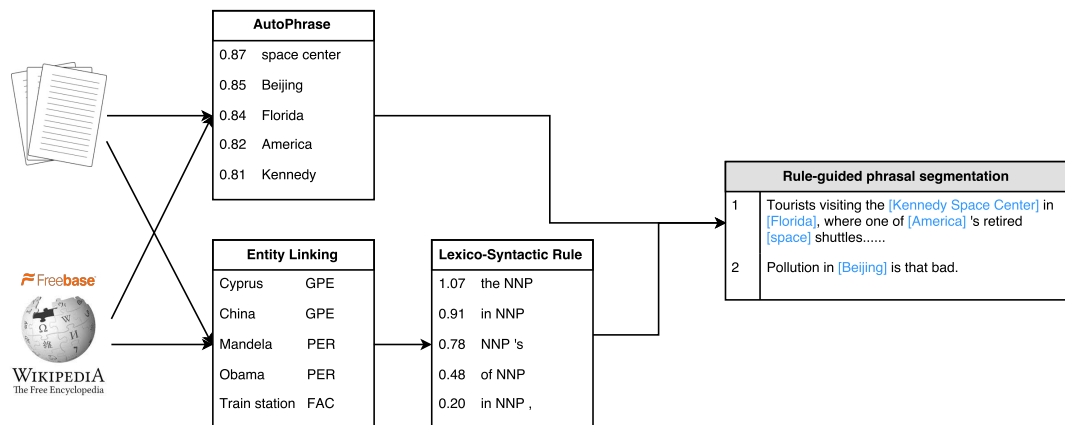 AutoPhrase
0.87 space center
0.85 Beijing
0.84 Florida
0.82 America
0.81 Kennedy
Freebase
WIKIPEDIA
The Free Encyclopedia
Entity Linking
Cyprus GPE
China GPE
Mandela PER
Obama PER
Train station FAC
Lexico-Syntactic Rule
1.07 the NNP
0.91 in NNP
0.78 NNP 's
0.48 of NNP
0.20 in NNP ,
Rule-guided phrasal segmentation
1 Tourists visiting the [Kennedy Space Center] in
[Florida], where one of [America] 's retired
[space] shuttles......
2 Pollution in [Beijing] is that bad.